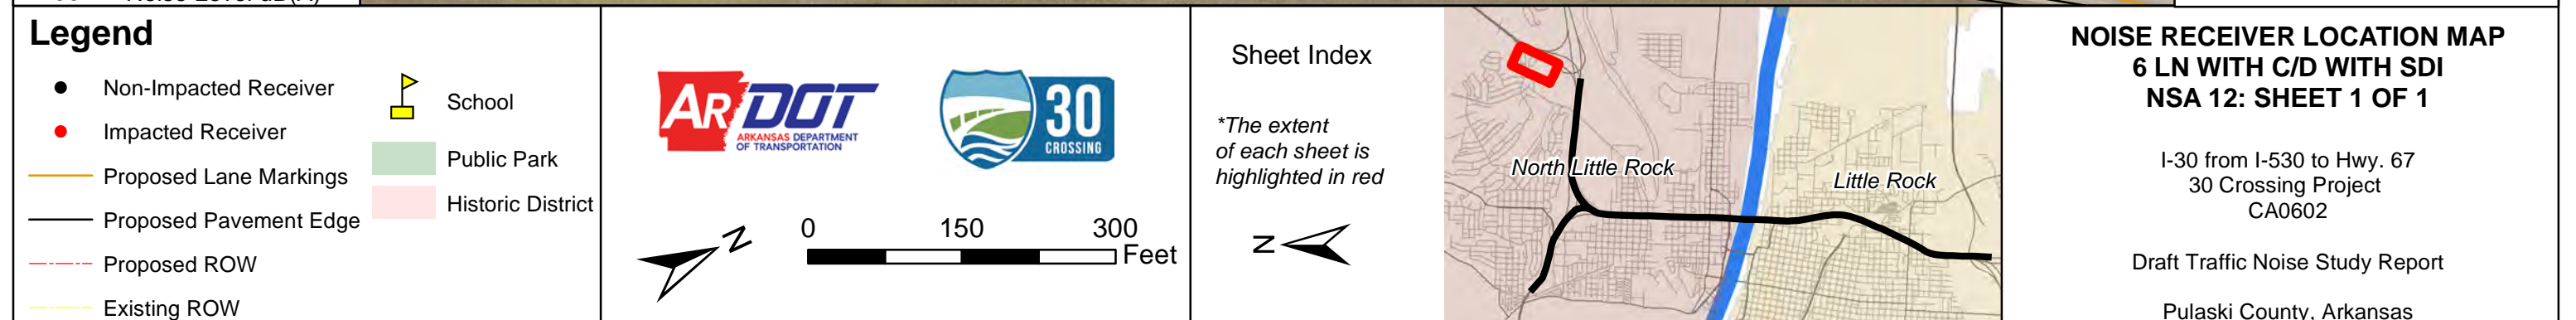 Noise Level dB(A)
Legend
Non-Impacted Receiver
Impacted Receiver
Proposed Lane Markings
Proposed Pavement Edge
Proposed ROW
Existing ROW
School
Public Park
Historic District
ARDOT
ARKANSAS DEPARTMENT
OF TRANSPORTATION
30
CROSSING
N
0 150 300
Feet
Sheet Index
*The extent
of each sheet is
highlighted in red
N
North Little Rock
Little Rock
NOISE RECEIVER LOCATION MAP
6 LN WITH C/D WITH SDI
NSA 12: SHEET 1 OF 1
I-30 from I-530 to Hwy. 67
30 Crossing Project
CA0602
Draft Traffic Noise Study Report
Pulaski County, Arkansas